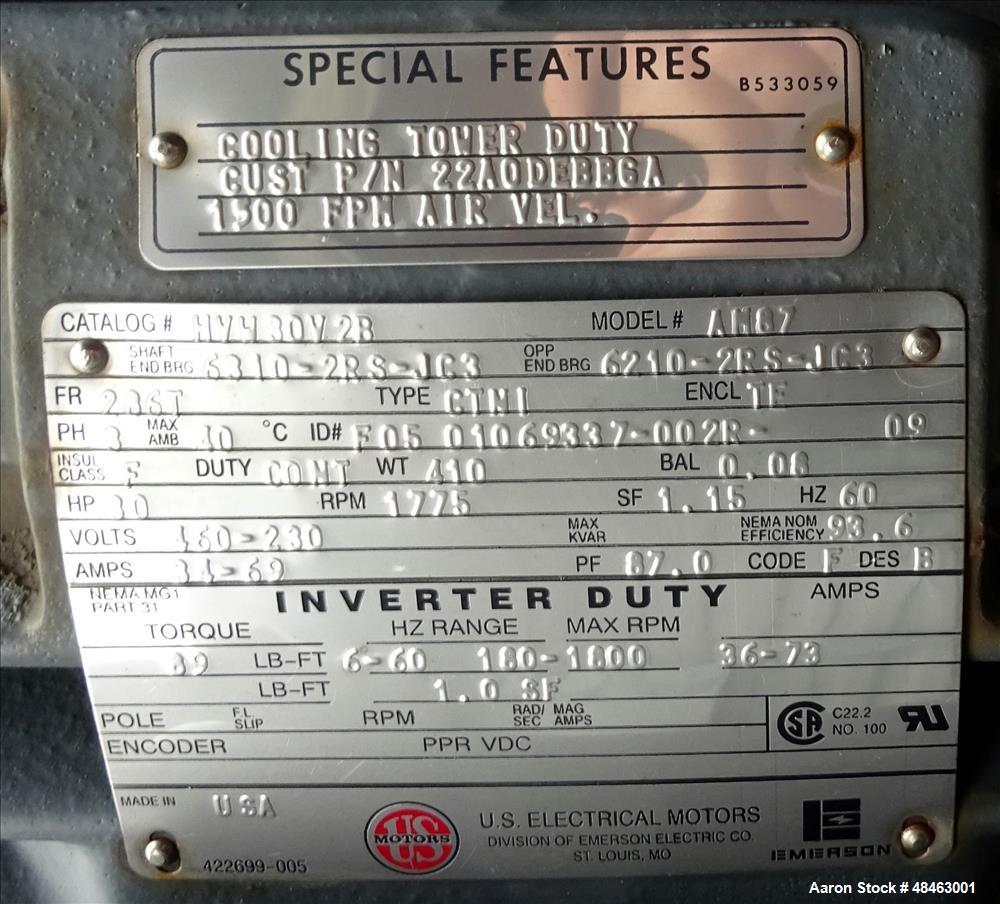 SPECIAL FEATURES B533059
COOLING TOWER DUTY
CUST P/N 22A0DEBBGA
1500 FPM AIR VEL.
CATALOG # MODEL# AM87
SHAFT END BRG 6310-2RS-JC3 OPP END BRG 6210-2RS-JC3
FR 286T TYPE ENCL TE
PH 3 MAX AMB 40 °C ID# F05 01069337-002R- 09
INSUL CLASS F DUTY CONT WT 410 BAL 0.08
HP 30 RPM 1775 SF 1.15 HZ 60
VOLTS 460-230 MAX KVAR NEMA NOM EFFICIENCY 93.6
AMPS PF 87.0 CODE F DES B
NEMA MG1 PART 31 INVERTER DUTY AMPS
TORQUE HZ RANGE MAX RPM
89 LB-FT 6-60 180-1800 36-73
LB-FT 1.0 SF
POLE F.L. SLIP RPM RAD/ SEC MAG AMPS
SA C22.2 NO. 100 RU
ENCODER PPR VDC
MADE IN USA
US MOTORS
U.S. ELECTRICAL MOTORS
DIVISION OF EMERSON ELECTRIC CO.
ST. LOUIS, MO
EMERSON
422699-005
Aaron Stock # 48463001